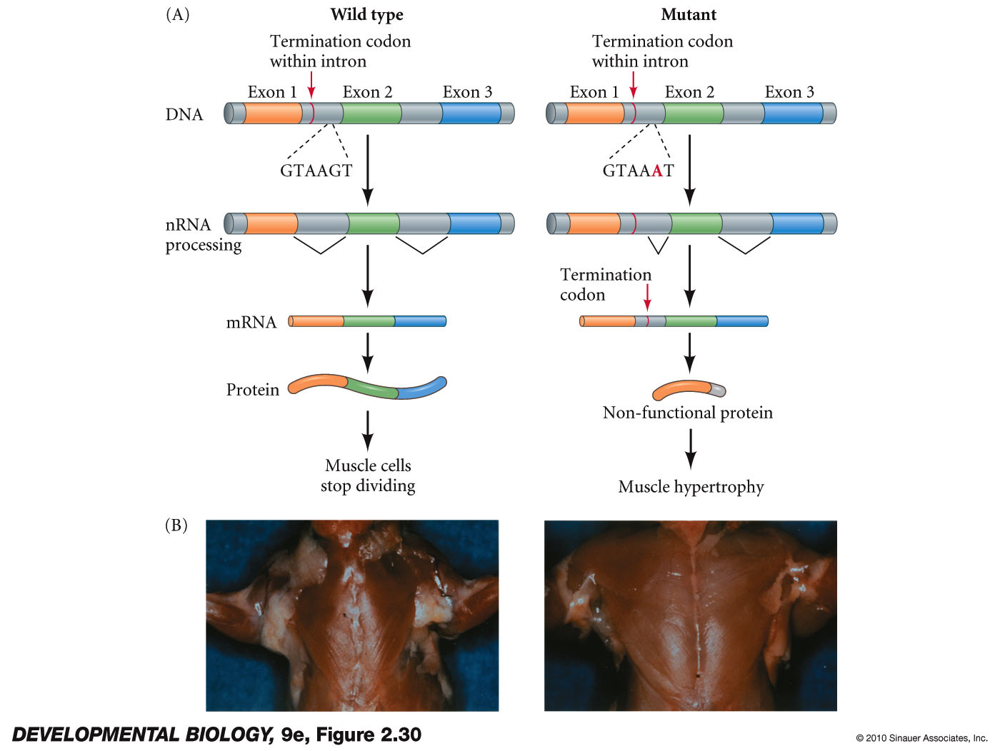 (A)
Wild type
Mutant
Termination codon
within intron
Termination codon
within intron
Exon 1 Exon 2 Exon 3
Exon 1 Exon 2 Exon 3
DNA
GTAAGT
GTAAAT
nRNA
processing
Termination
codon
mRNA
Protein
Non-functional protein
Muscle cells
stop dividing
Muscle hypertrophy
(B)
DEVELOPMENTAL BIOLOGY, 9e, Figure 2.30
© 2010 Sinauer Associates, Inc.